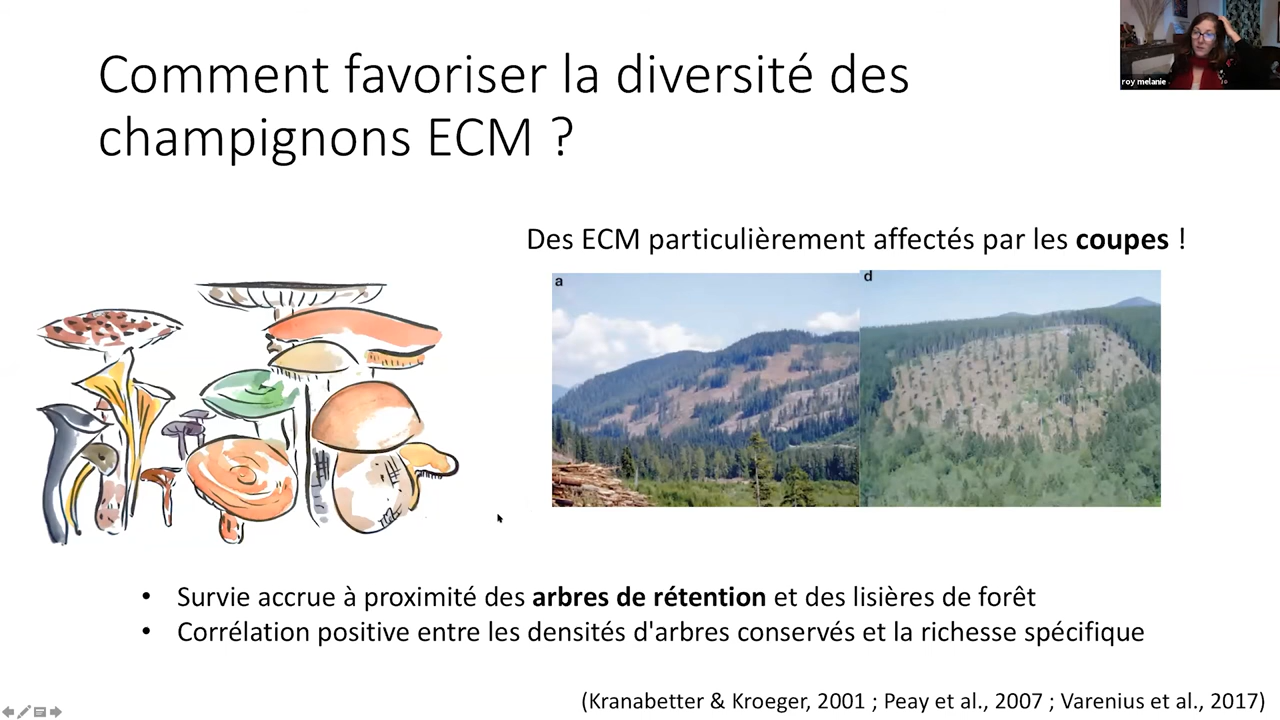 roy melanie
Comment favoriser la diversité des
champignons ECM ?
Des ECM particulièrement affectés par les coupes !
a
d
• Survie accrue à proximité des arbres de rétention et des lisières de forêt
• Corrélation positive entre les densités d'arbres conservés et la richesse spécifique
(Kranabetter & Kroeger, 2001 ; Peay et al., 2007 ; Varenius et al., 2017)